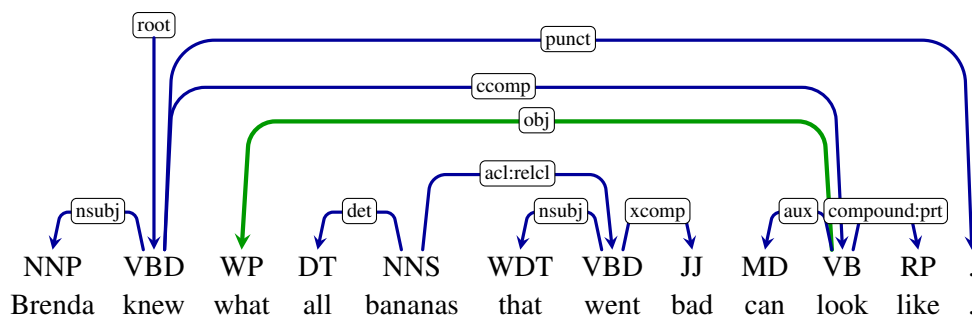 root
punct
ccomp
obj
acl:relcl
nsubj det nsubj xcomp aux compound:prt
NNP VBD WP DT NNS WDT VBD JJ MD VB RP .
Brenda knew what all bananas that went bad can look like .